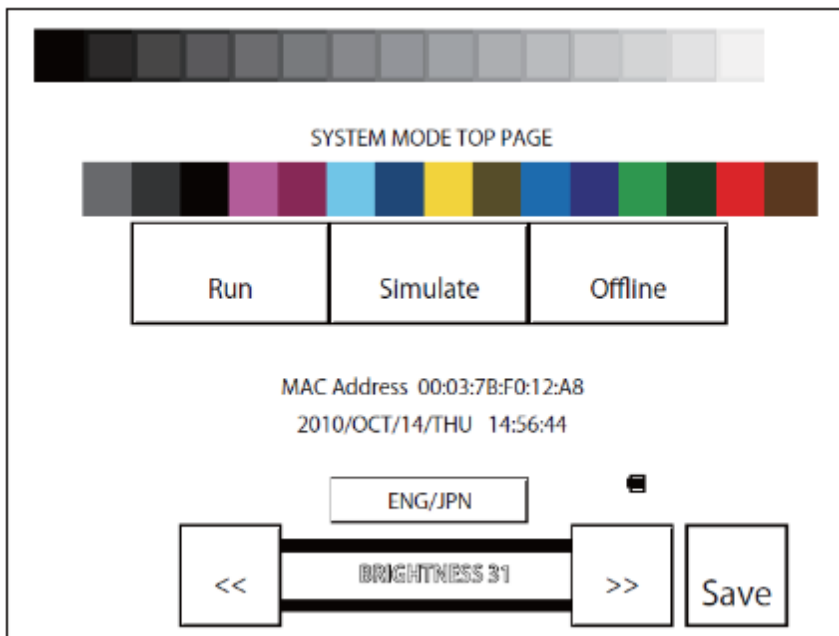 SYSTEM MODE TOP PAGE
Run Simulate Offline
MAC Address 00:03:7B:F0:12:A8
2010/OCT/14/THU 14:56:44
ENG/JPN
<< BRIGHTNESS 31 >> Save